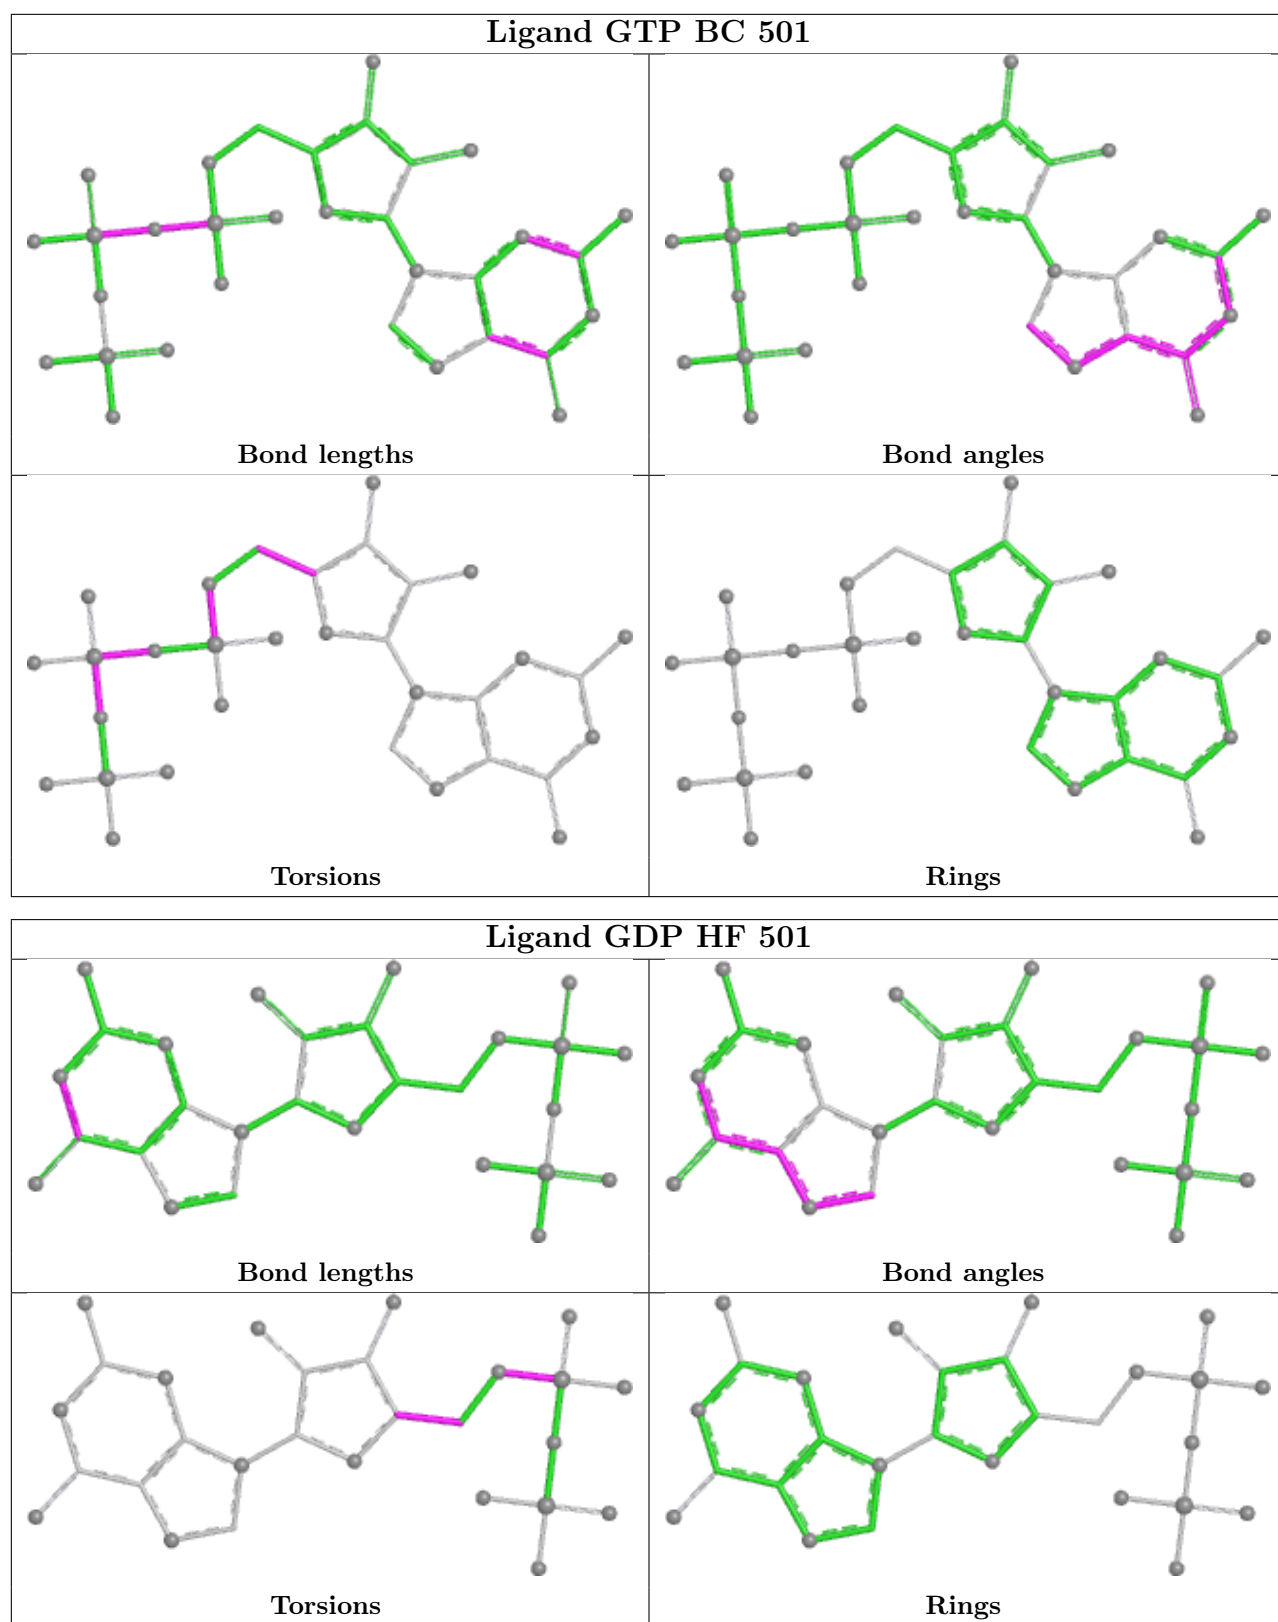 Ligand GTP BC 501
Bond lengths
Bond angles
Torsions
Rings
Ligand GDP HF 501
Bond lengths
Bond angles
Torsions
Rings